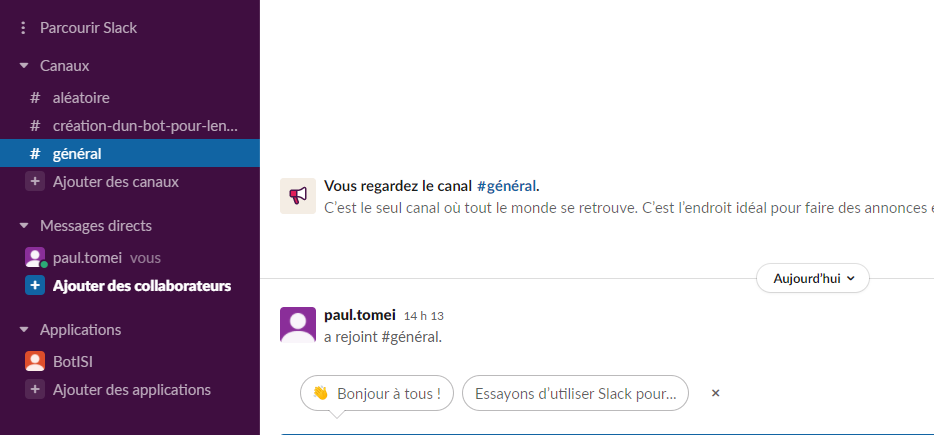 Parcourir Slack
Canaux
# aléatoire
# création-dun-bot-pour-len...
# général
+ Ajouter des canaux
Messages directs
paul.tomei vous
+ Ajouter des collaborateurs
Applications
BotISI
+ Ajouter des applications
Vous regardez le canal #général.
C'est le seul canal où tout le monde se retrouve. C'est l'endroit idéal pour faire des annonces
Aujourd'hui
paul.tomei 14 h 13
a rejoint #général.
👋 Bonjour à tous !
Essayons d'utiliser Slack pour...
×